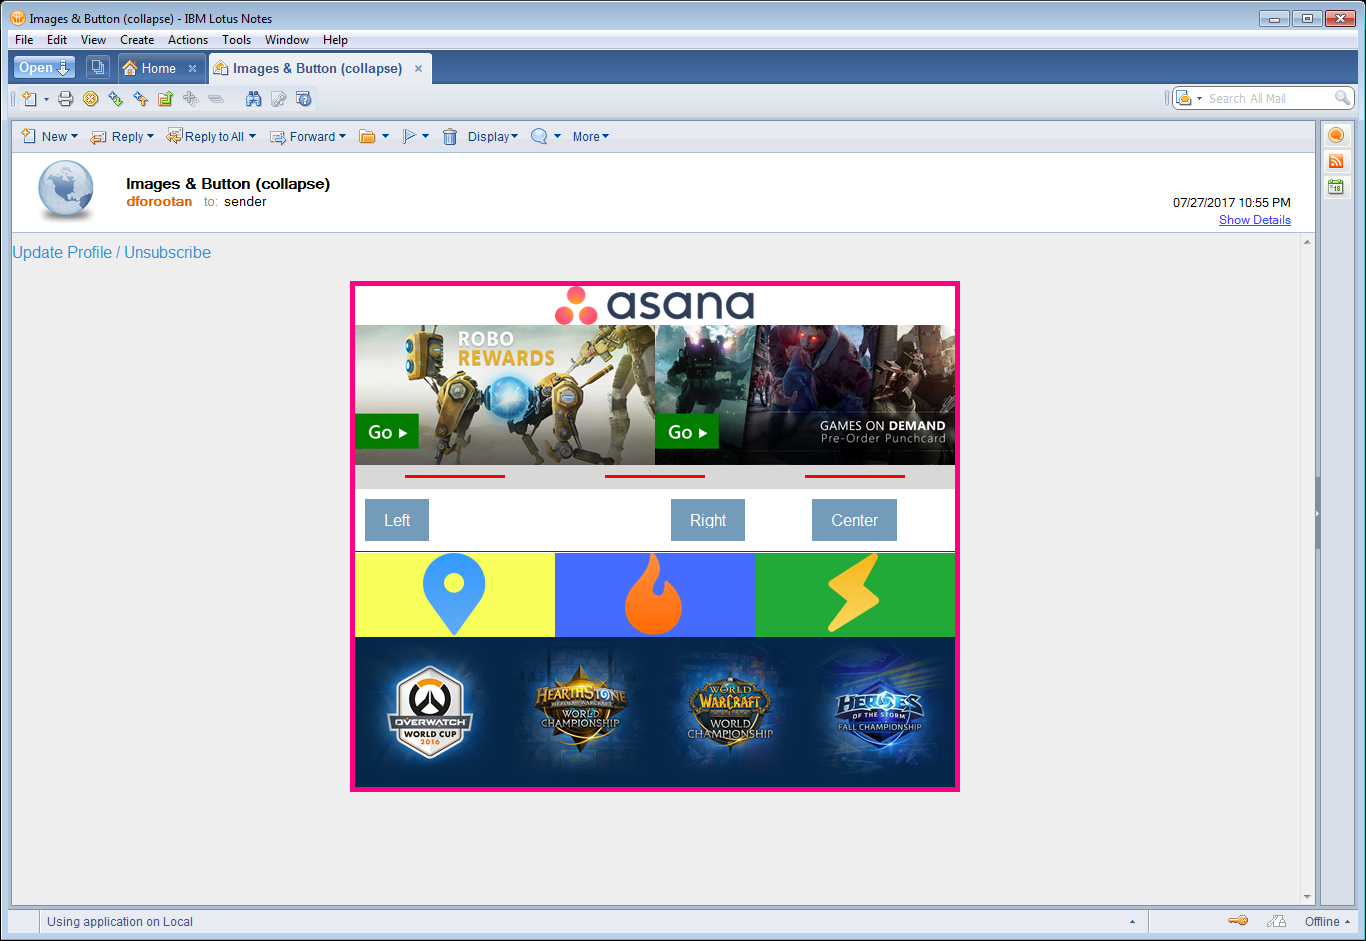 Images & Button (collapse) - IBM Lotus Notes
File Edit View Create Actions Tools Window Help
Open Home Images & Button (collapse)
Search All Mail
New Reply Reply to All Forward Display More
Images & Button (collapse)
dforootan to: sender
07/27/2017 10:55 PM
Show Details
18
Update Profile / Unsubscribe
asana
ROBO
REWARDS
Go
Go
GAMES ON DEMAND
Pre-Order Punchcard
Left Right Center
OVERWATCH
WORLD CUP
2016
HEARTHSTONE
HEROES OF WARCRAFT
WORLD
CHAMPIONSHIP
WORLD
WARCRAFT
WORLD
CHAMPIONSHIP
HEROES
OF THE STORM
FALL CHAMPIONSHIP
Using application on Local
Offline